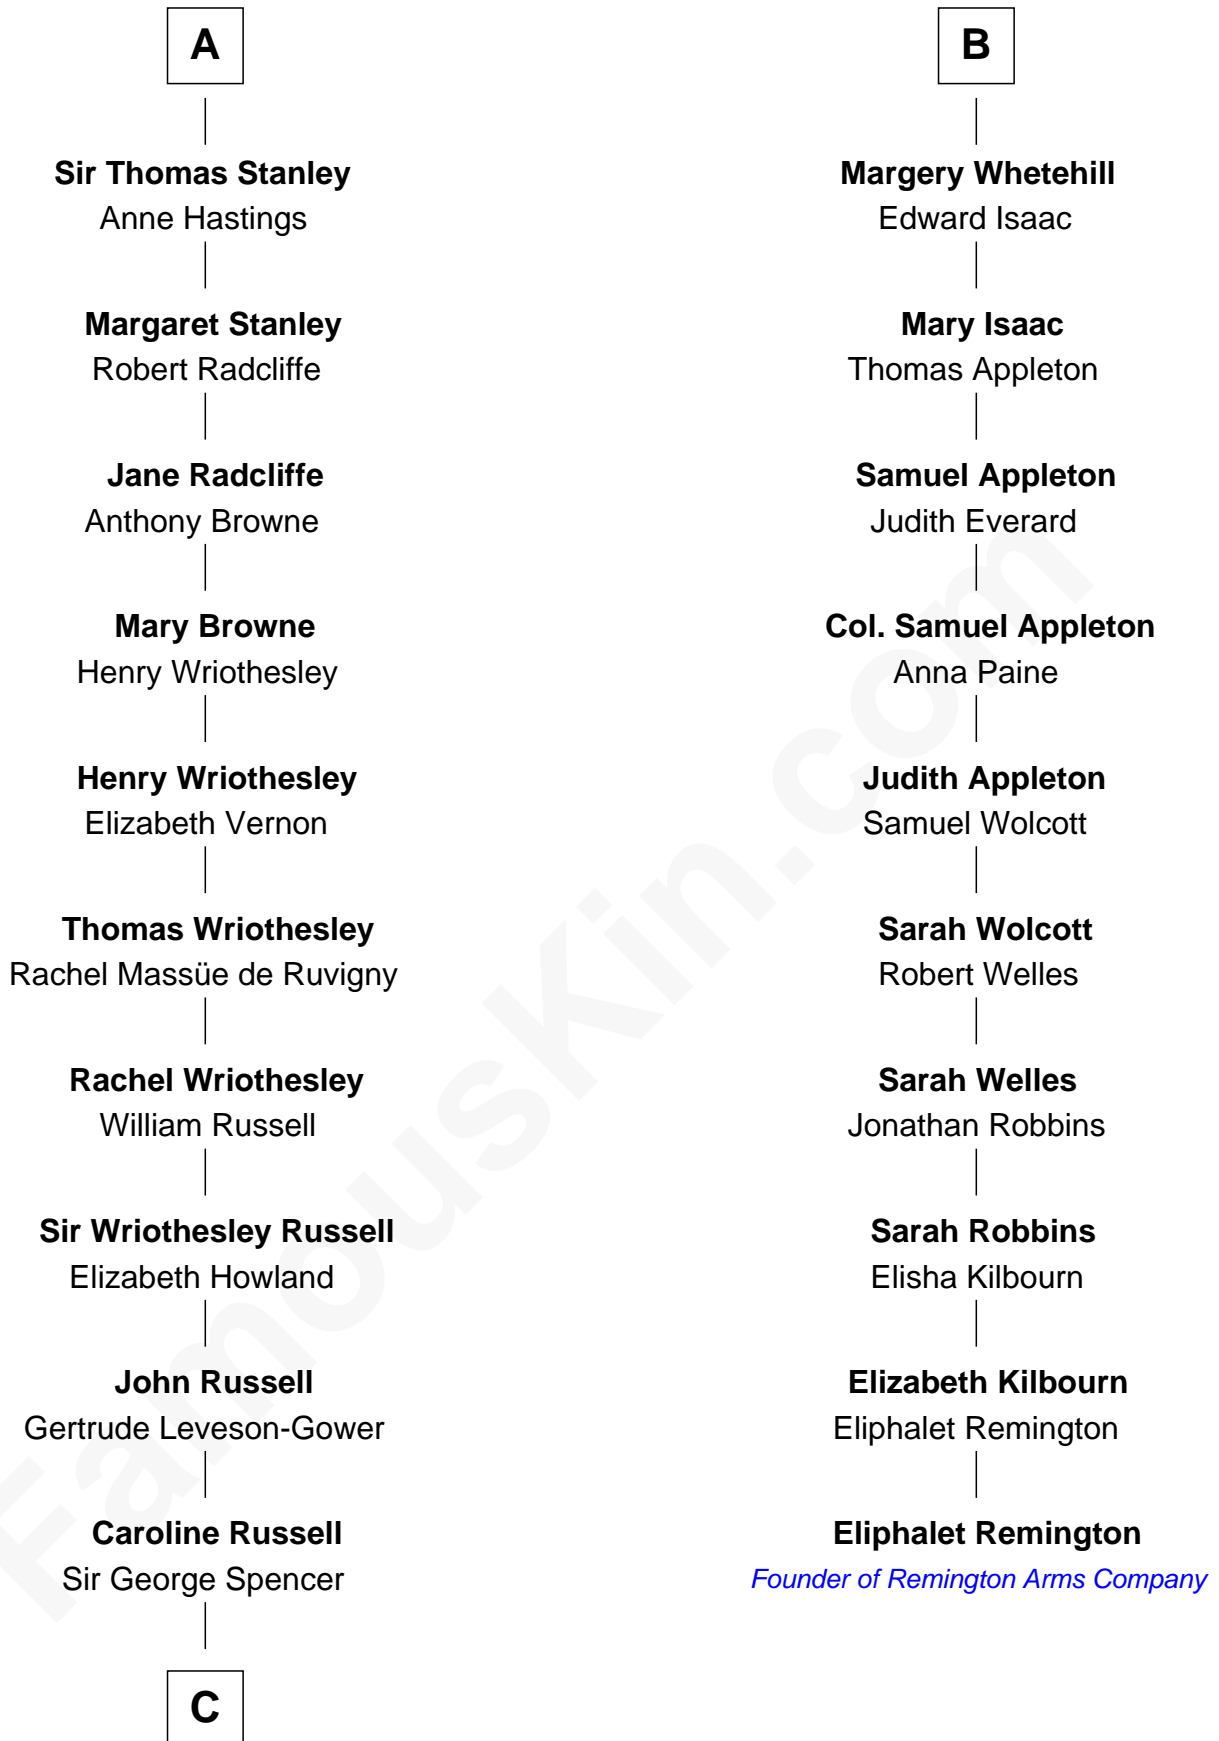 A
Sir Thomas Stanley
Anne Hastings
Margaret Stanley
Robert Radcliffe
Jane Radcliffe
Anthony Browne
Mary Browne
Henry Wriothesley
Henry Wriothesley
Elizabeth Vernon
Thomas Wriothesley
Rachel Massüe de Ruvigny
Rachel Wriothesley
William Russell
Sir Wriothesley Russell
Elizabeth Howland
John Russell
Gertrude Leveson-Gower
Caroline Russell
Sir George Spencer
C
B
Margery Whetehill
Edward Isaac
Mary Isaac
Thomas Appleton
Samuel Appleton
Judith Everard
Col. Samuel Appleton
Anna Paine
Judith Appleton
Samuel Wolcott
Sarah Wolcott
Robert Welles
Sarah Welles
Jonathan Robbins
Sarah Robbins
Elisha Kilbourn
Elizabeth Kilbourn
Eliphalet Remington
Eliphalet Remington
Founder of Remington Arms Company
FamousKin.com